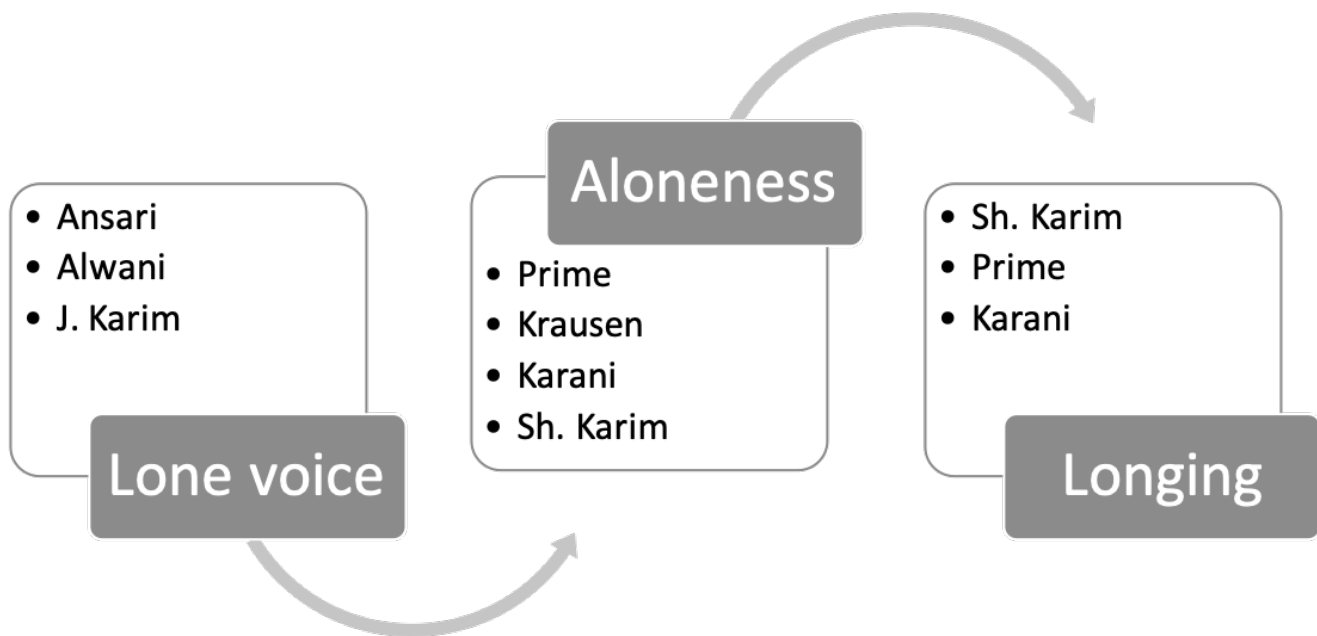 • Ansari
• Alwani
• J. Karim
Lone voice
Aloneness
• Prime
• Krausen
• Karani
• Sh. Karim
• Sh. Karim
• Prime
• Karani
Longing